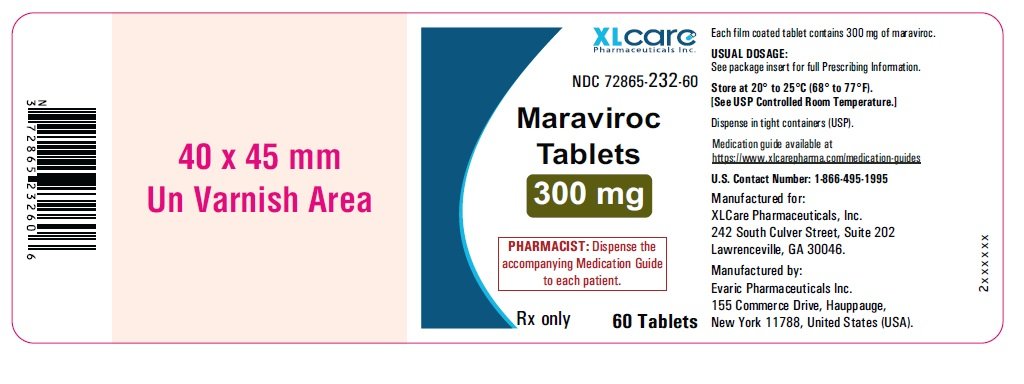 N
3 72865 23260 6
40 x 45 mm
Un Varnish Area
XLcare
Pharmaceuticals Inc.
NDC 72865-232-60
Maraviroc
Tablets
300 mg
PHARMACIST: Dispense the
accompanying Medication Guide
to each patient.
Rx only 60 Tablets
Each film coated tablet contains 300 mg of maraviroc.
USUAL DOSAGE:
See package insert for full Prescribing Information.
Store at 20° to 25°C (68° to 77°F).
[See USP Controlled Room Temperature.]
Dispense in tight containers (USP).
Medication guide available at
https://www.xlcarepharma.com/medication-guides
U.S. Contact Number: 1-866-495-1995
Manufactured for:
XLCare Pharmaceuticals, Inc.
242 South Culver Street, Suite 202
Lawrenceville, GA 30046.
Manufactured by:
Evaric Pharmaceuticals Inc.
155 Commerce Drive, Hauppauge,
New York 11788, United States (USA).
2xxxxxx